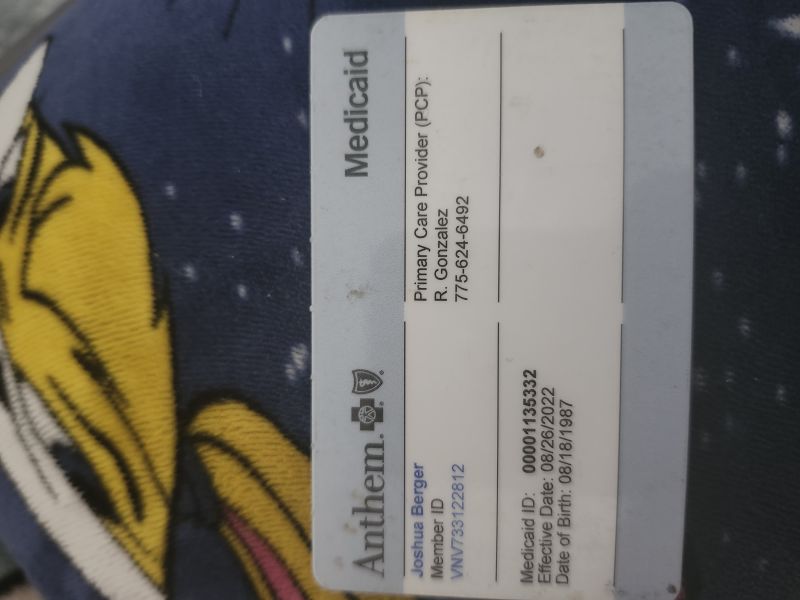 Anthem.
Medicaid
Joshua Berger
Member ID
VNV733122812
Primary Care Provider (PCP):
R. Gonzalez
775-624-6492
Medicaid ID: 00001135332
Effective Date: 08/26/2022
Date of Birth: 08/18/1987